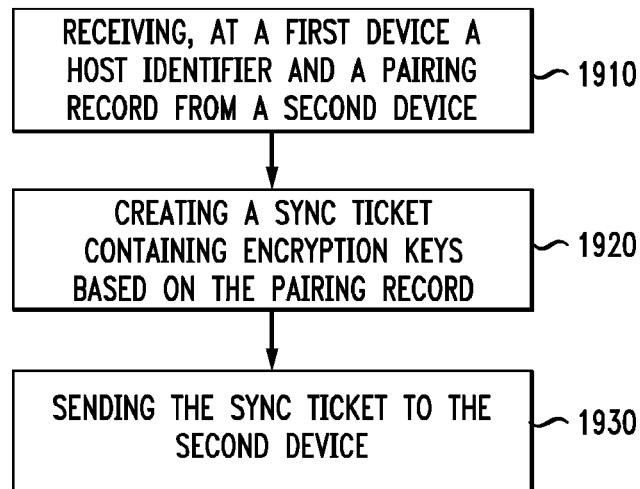 RECEIVING, AT A FIRST DEVICE A
HOST IDENTIFIER AND A PAIRING
RECORD FROM A SECOND DEVICE
1910
CREATING A SYNC TICKET
CONTAINING ENCRYPTION KEYS
BASED ON THE PAIRING RECORD
1920
SENDING THE SYNC TICKET TO THE
SECOND DEVICE
1930